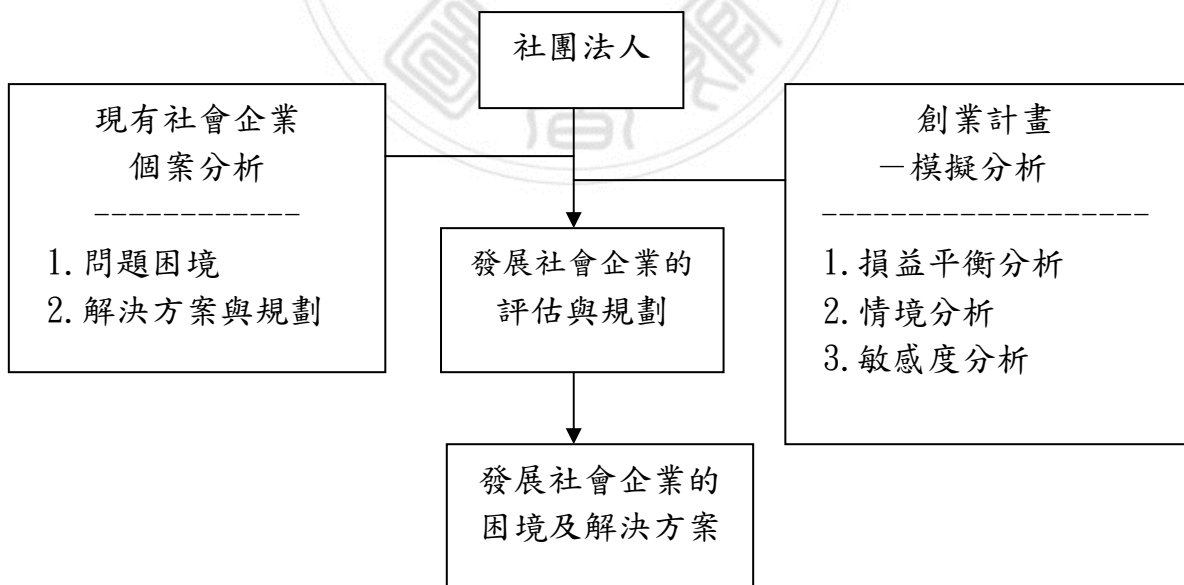 社團法人
現有社會企業
個案分析
------------
1.問題困境
2.解決方案與規劃
創業計畫
－模擬分析
-------------------
1.損益平衡分析
2.情境分析
3.敏感度分析
發展社會企業的
評估與規劃
發展社會企業的
困境及解決方案